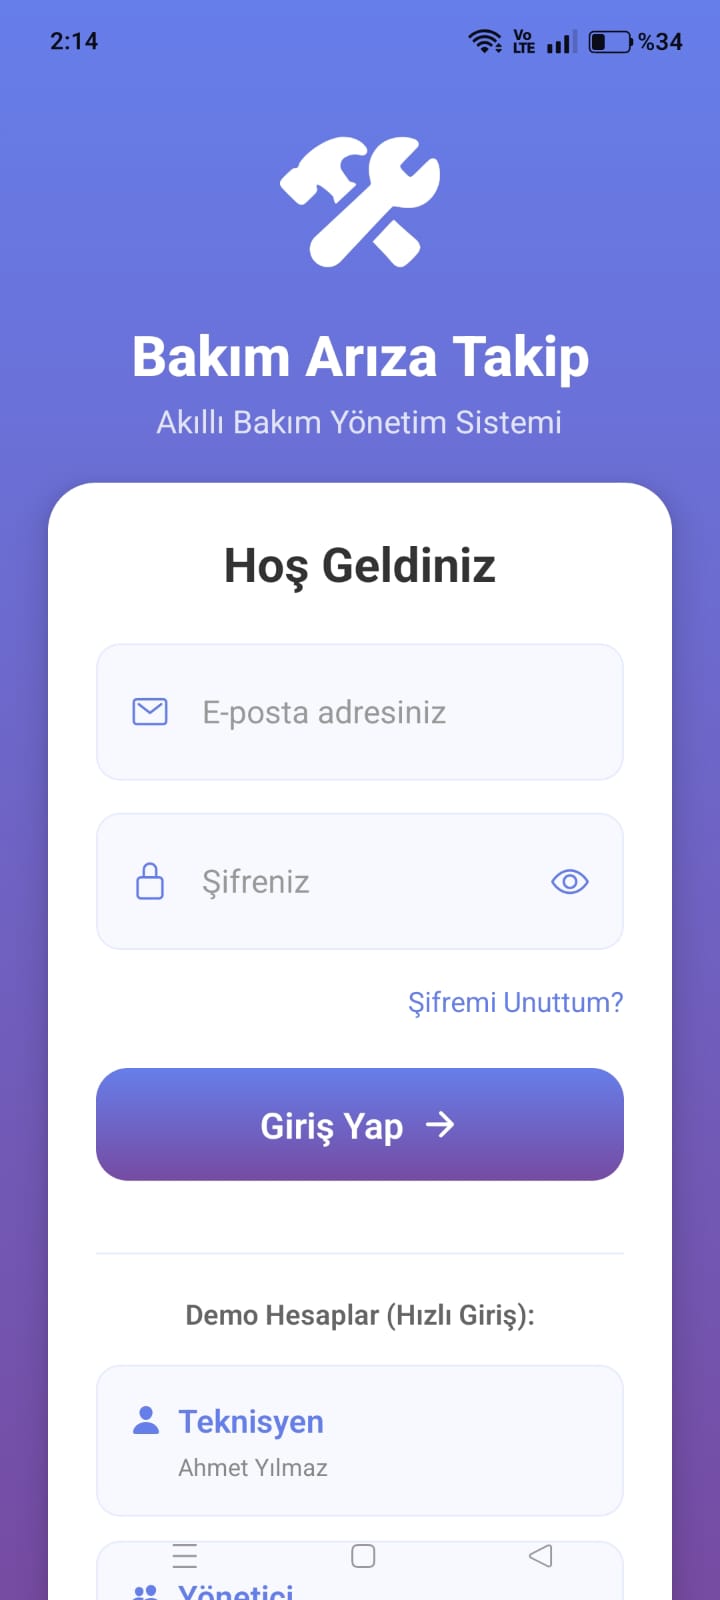 2:14
Vo
LTE
%34
Bakım Arıza Takip
Akıllı Bakım Yönetim Sistemi
Hoş Geldiniz
E-posta adresiniz
Şifreniz
Şifremi Unuttum?
Giriş Yap →
Demo Hesaplar (Hızlı Giriş):
Teknisyen
Ahmet Yılmaz
Yönetici